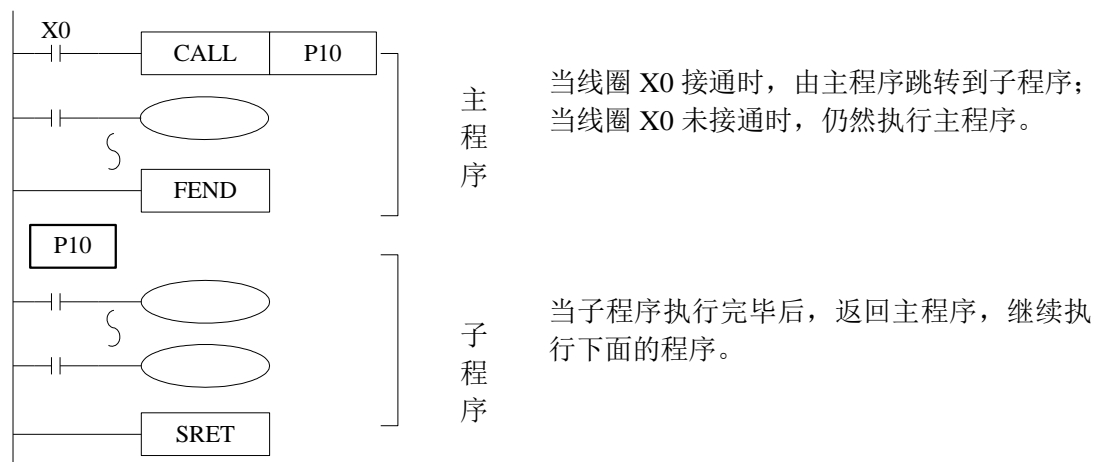 X0
CALL P10
主程序
当线圈 X0 接通时，由主程序跳转到子程序；
当线圈 X0 未接通时，仍然执行主程序。
FEND
P10
子程序
当子程序执行完毕后，返回主程序，继续执
行下面的程序。
SRET